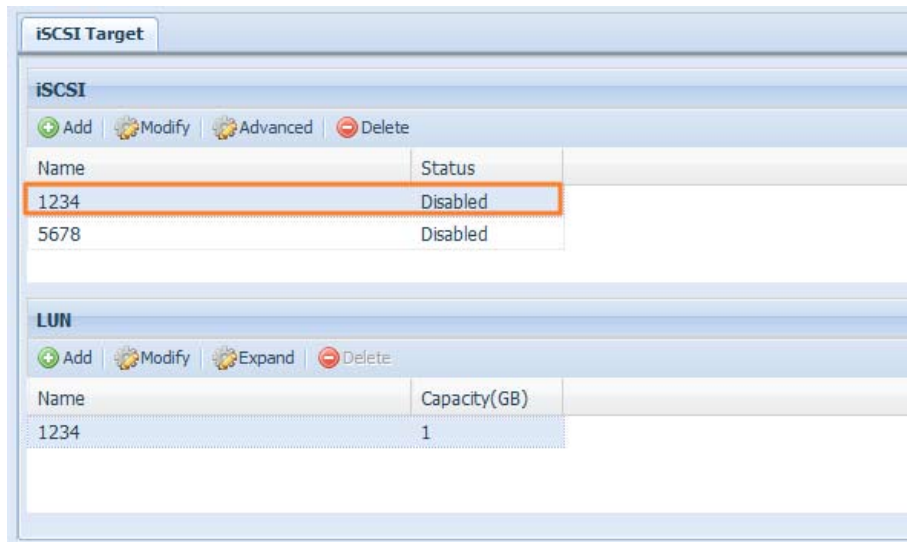 iSCSI Target
iSCSI
Add Modify Advanced Delete
Name Status
1234 Disabled
5678 Disabled
LUN
Add Modify Expand Delete
Name Capacity(GB)
1234 1